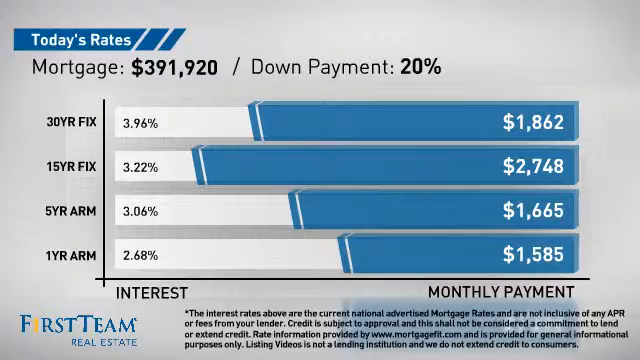 Today's Rates
Mortgage: $391,920 / Down Payment: 20%
30YR FIX 3.96% $1,862
15YR FIX 3.22% $2,748
5YR ARM 3.06% $1,665
1YR ARM 2.68% $1,585
INTEREST MONTHLY PAYMENT
FIRSTTEAM®
REAL ESTATE
*The interest rates above are the current national advertised Mortgage Rates and are not inclusive of any APR
or fees from your lender. Credit is subject to approval and this shall not be considered a commitment to lend
or extend credit. Rate information provided by www.mortgagefit.com and is provided for general informational
purposes only. Listing Videos is not a lending institution and we do not extend credit to consumers.